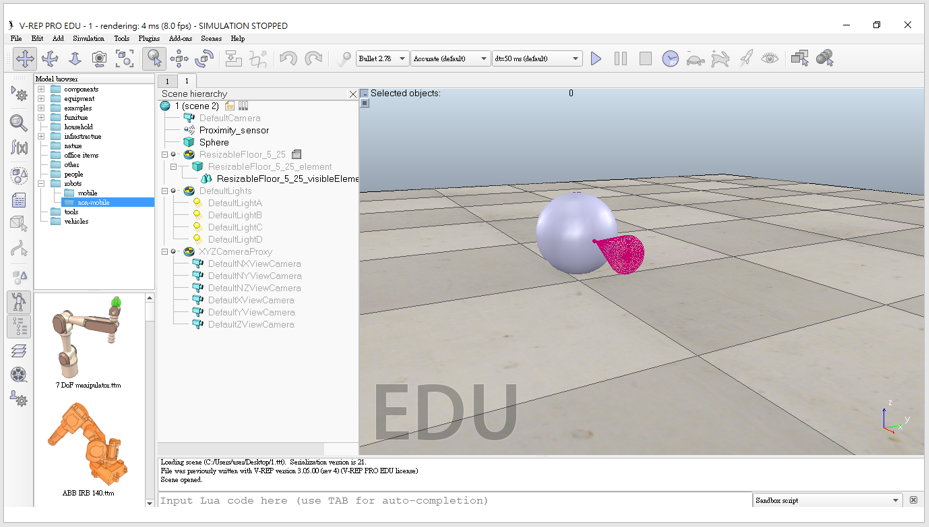 V-REP PRO EDU - 1 - rendering: 4 ms (8.0 fps) - SIMULATION STOPPED
File Edit Add Simulation Tools Plugins Add-ons Scenes Help
Bullet 2.78 Accurate (default) dt=50 ms (default)
Model browser
components
equipment
examples
furniture
household
infrastructure
nature
office items
other
people
robots
mobile
non-mobile
tools
vehicles
7 DoF manipulator.ttm
ABB IRB 140.ttm
1 1
Scene hierarchy
1 (scene 2)
DefaultCamera
Proximity_sensor
Sphere
ResizableFloor_5_25
ResizableFloor_5_25_element
ResizableFloor_5_25_visibleEleme
DefaultLights
DefaultLightA
DefaultLightB
DefaultLightC
DefaultLightD
XYZCameraProxy
DefaultNXViewCamera
DefaultNYViewCamera
DefaultNZViewCamera
DefaultXViewCamera
DefaultYViewCamera
DefaultZViewCamera
Selected objects: 0
EDU
z
y
x
Loading scene (C:/Users/user/Desktop/1.ttt). Serialization version is 21.
File was previously written with V-REP version 3.05.00 (rev 4) (V-REP PRO EDU license)
Scene opened.
Input Lua code here (use TAB for auto-completion)
Sandbox script